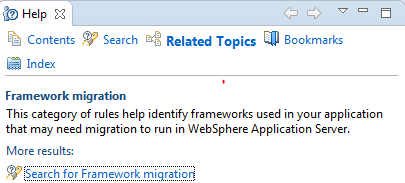 Help
Contents Search Related Topics Bookmarks
Index
Framework migration
This category of rules help identify frameworks used in your application
that may need migration to run in WebSphere Application Server.
More results:
Search for Framework migration